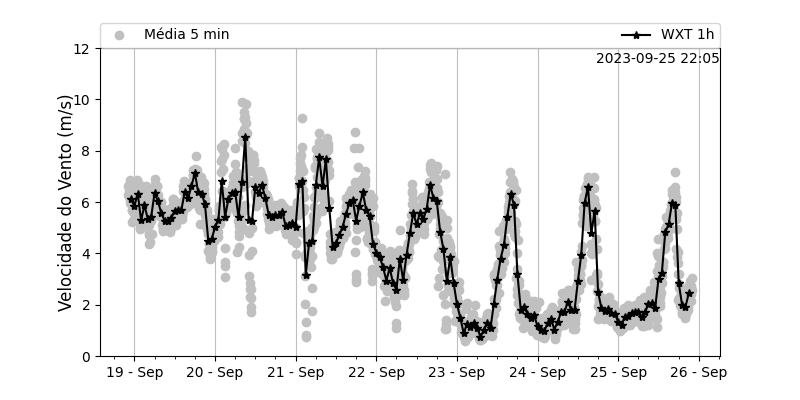 Média 5 min
WXT 1h
2023-09-25 22:05
Velocidade do Vento (m/s)
12
10
8
6
4
2
0
19 - Sep
20 - Sep
21 - Sep
22 - Sep
23 - Sep
24 - Sep
25 - Sep
26 - Sep